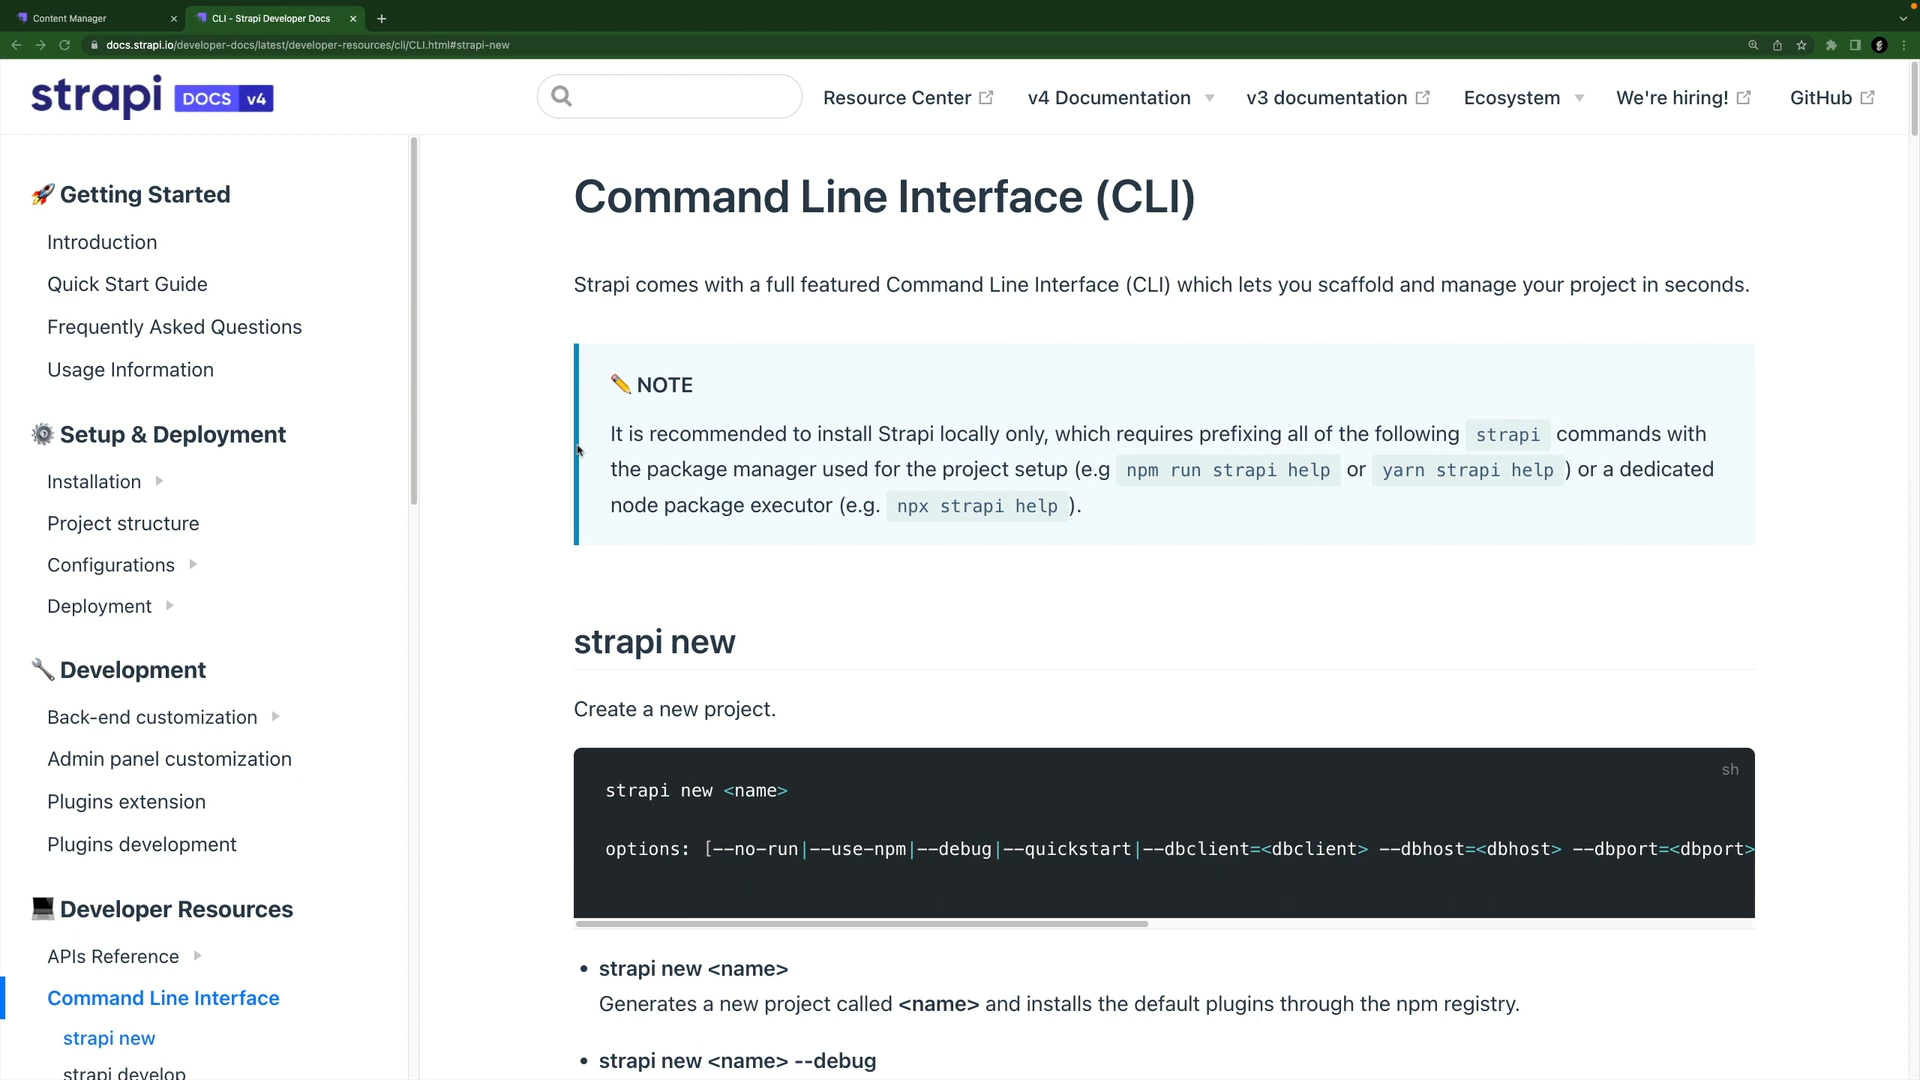 Content Manager
CLI - Strapi Developer Docs
docs.strapi.io/developer-docs/latest/developer-resources/cli/CLI.html#strapi-new
strapi DOCS v4
Resource Center
v4 Documentation
v3 documentation
Ecosystem
We're hiring!
GitHub
🚀 Getting Started
Introduction
Quick Start Guide
Frequently Asked Questions
Usage Information
⚙️ Setup & Deployment
Installation
Project structure
Configurations
Deployment
🔧 Development
Back-end customization
Admin panel customization
Plugins extension
Plugins development
💻 Developer Resources
APIs Reference
Command Line Interface
strapi new
strapi develop
Command Line Interface (CLI)
Strapi comes with a full featured Command Line Interface (CLI) which lets you scaffold and manage your project in seconds.
✏️ NOTE
It is recommended to install Strapi locally only, which requires prefixing all of the following strapi commands with
the package manager used for the project setup (e.g npm run strapi help or yarn strapi help ) or a dedicated
node package executor (e.g. npx strapi help ).
strapi new
Create a new project.
sh
strapi new <name>
options: [--no-run|--use-npm|--debug|--quickstart|--dbclient=<dbclient> --dbhost=<dbhost> --dbport=<dbport>
• strapi new <name>
Generates a new project called <name> and installs the default plugins through the npm registry.
• strapi new <name> --debug